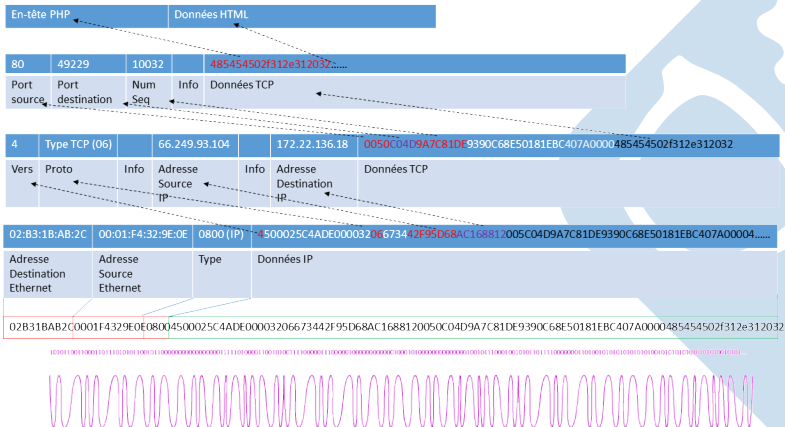 En-tête PHP Données HTML
80 49229 10032 485454502f312e312032......
Port source Port destination Num Seq Info Données TCP
4 Type TCP (06) 66.249.93.104 172.22.136.18 0050C04D9A7C81DE9390C68E50181EBC407A0000485454502f312e312032
Vers Proto Info Adresse Source IP Info Adresse Destination IP Données TCP
02:B3:1B:AB:2C 00:01:F4:32:9E:0E 0800 (IP) 4500025C4ADE0000320667344 2F95D68AC168812005C04D9A7C81DE9390C68E50181EBC407A00004......
Adresse Destination Ethernet Adresse Source Ethernet Type Données IP
02B31BAB2C0001F4329E0E08004500025C4ADE00003206673442F95D68AC1688120050C04D9A7C81DE9390C68E50181EBC407A0000485454502f312e312032